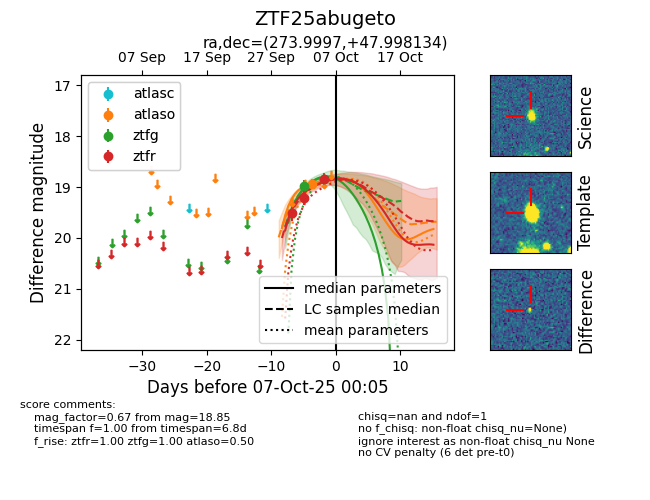 ZTF25abugeto
ra,dec=(273.9997,+47.998134)
07 Sep 17 Sep 27 Sep 07 Oct 17 Oct
17
18
19
20
21
22
Difference magnitude
atlasc
atlaso
ztfg
ztfr
median parameters
LC samples median
mean parameters
−30 −20 −10 0 10
Days before 07-Oct-25 00:05
Science
Template
Difference
score comments:
mag_factor=0.67 from mag=18.85
timespan f=1.00 from timespan=6.8d
f_rise: ztfr=1.00 ztfg=1.00 atlaso=0.50
chisq=nan and ndof=1
no f_chisq: non-float chisq_nu=None)
ignore interest as non-float chisq_nu None
no CV penalty (6 det pre-t0)